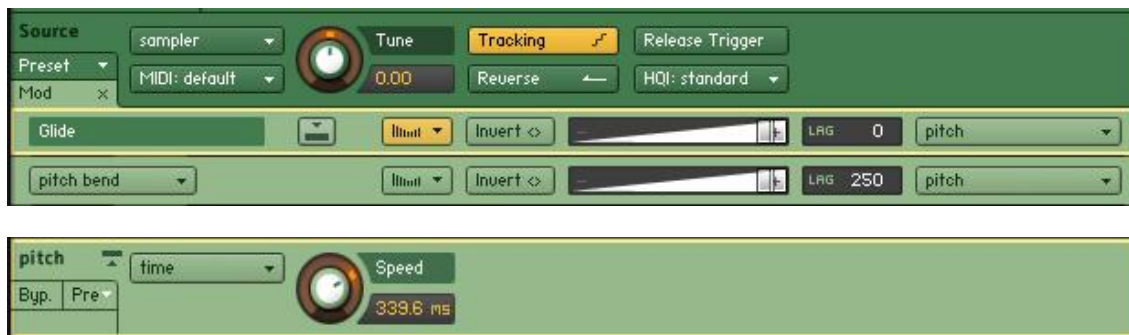 Source sampler Tune Tracking Release Trigger
Preset MIDI: default 0.00 Reverse HQI: standard
Mod ×
Glide Invert <> LAG 0 pitch
pitch bend Invert <> LAG 250 pitch
pitch time Speed
Byp. Pre 339.6 ms